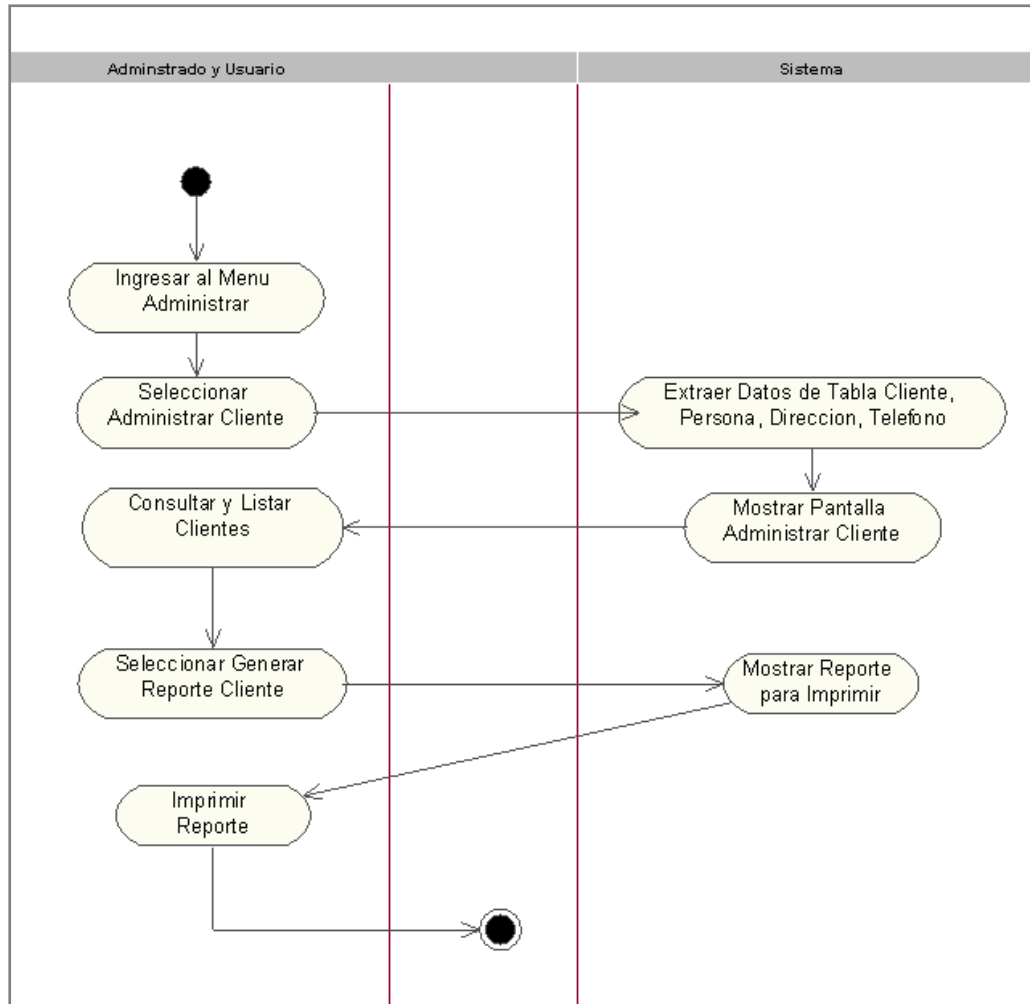 Adminstrado y Usuario
Sistema
Ingresar al Menu
Administrar
Seleccionar
Administrar Cliente
Extraer Datos de Tabla Cliente,
Persona, Direccion, Telefono
Mostrar Pantalla
Administrar Cliente
Consultar y Listar
Clientes
Seleccionar Generar
Reporte Cliente
Mostrar Reporte
para Imprimir
Imprimir
Reporte